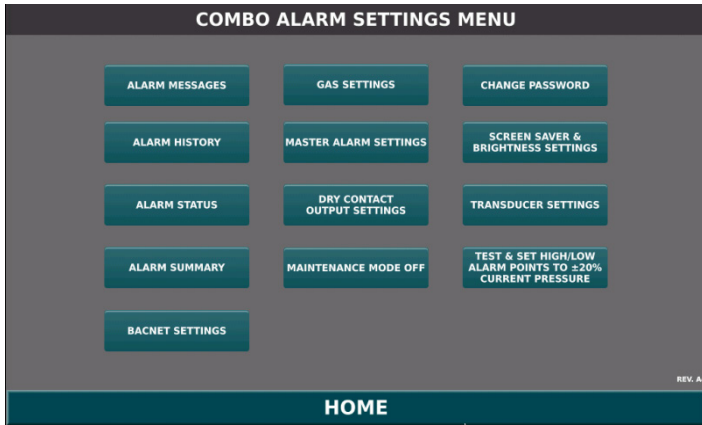 COMBO ALARM SETTINGS MENU
ALARM MESSAGES
GAS SETTINGS
CHANGE PASSWORD
ALARM HISTORY
MASTER ALARM SETTINGS
SCREEN SAVER &
BRIGHTNESS SETTINGS
ALARM STATUS
DRY CONTACT
OUTPUT SETTINGS
TRANSDUCER SETTINGS
ALARM SUMMARY
MAINTENANCE MODE OFF
TEST & SET HIGH/LOW
ALARM POINTS TO ±20%
CURRENT PRESSURE
BACNET SETTINGS
REV. A
HOME